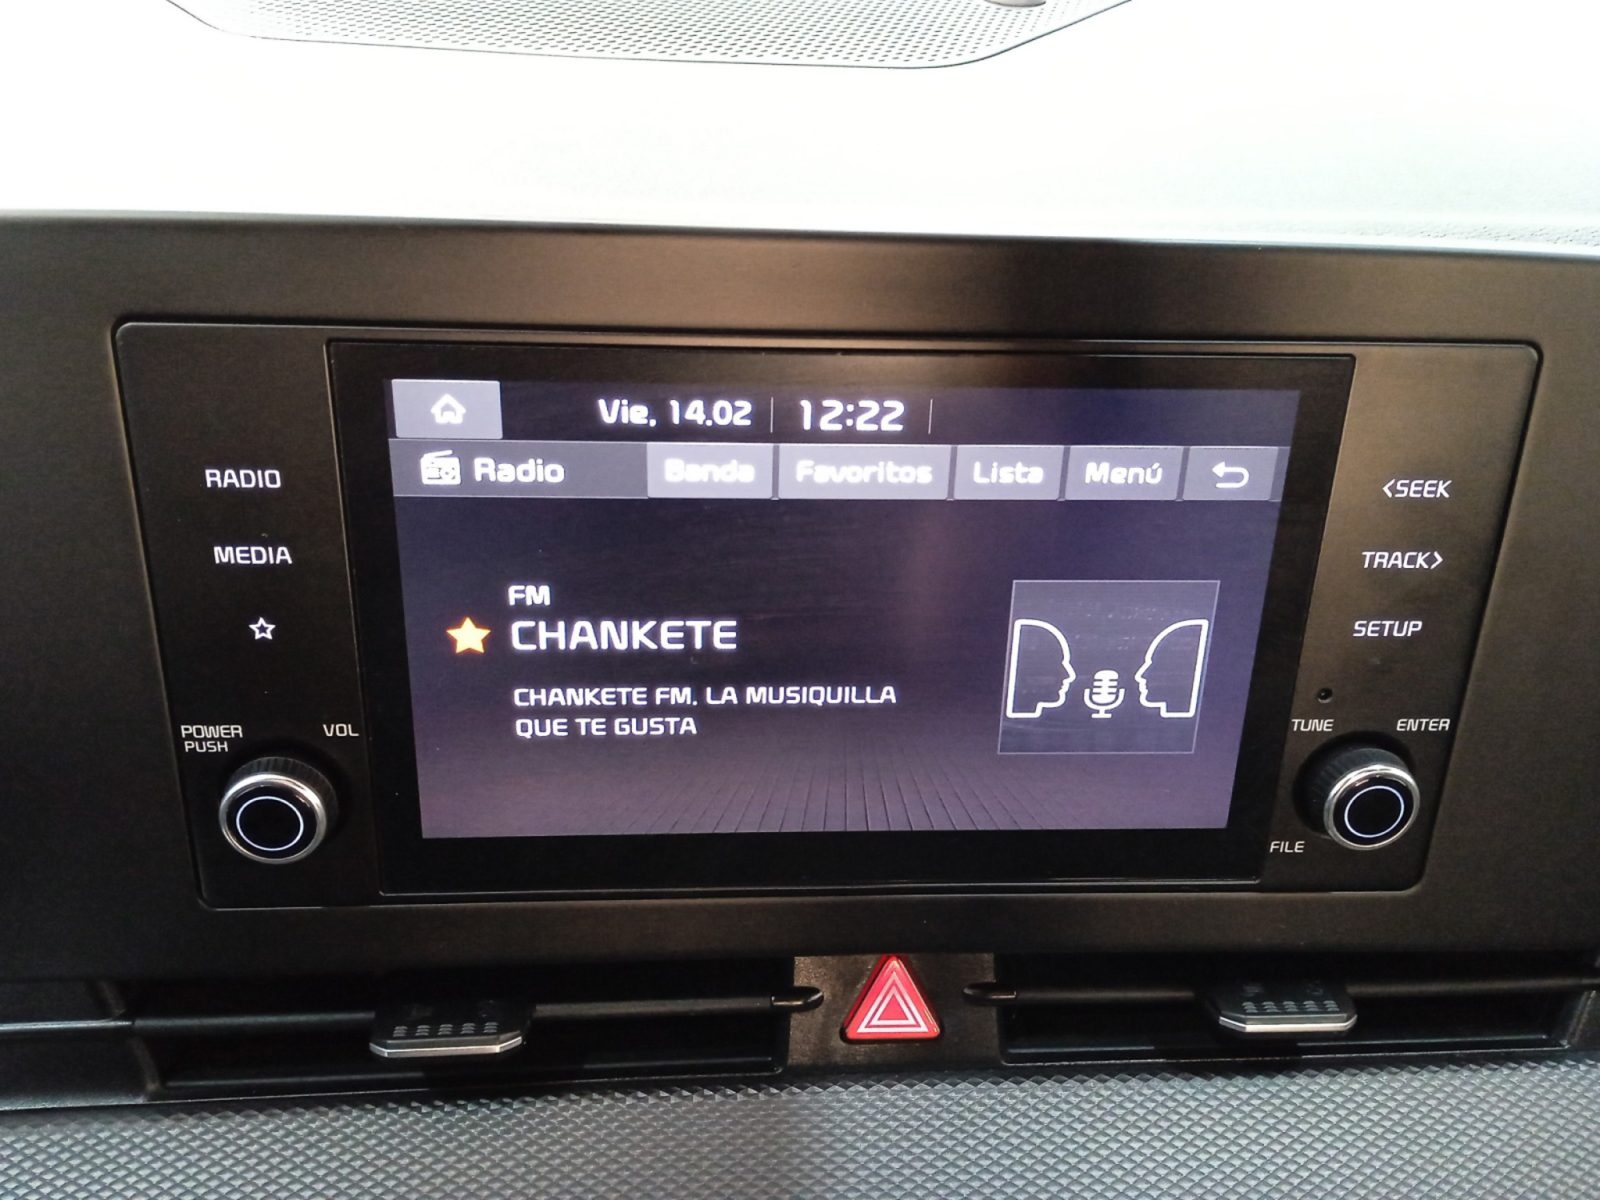 Vie, 14.02 12:22
Radio Banda Favoritos Lista Menú
RADIO
MEDIA
FM
CHANKETE
CHANKETE FM. LA MUSIQUILLA
QUE TE GUSTA
POWER
PUSH
VOL
<SEEK
TRACK>
SETUP
TUNE
ENTER
FILE